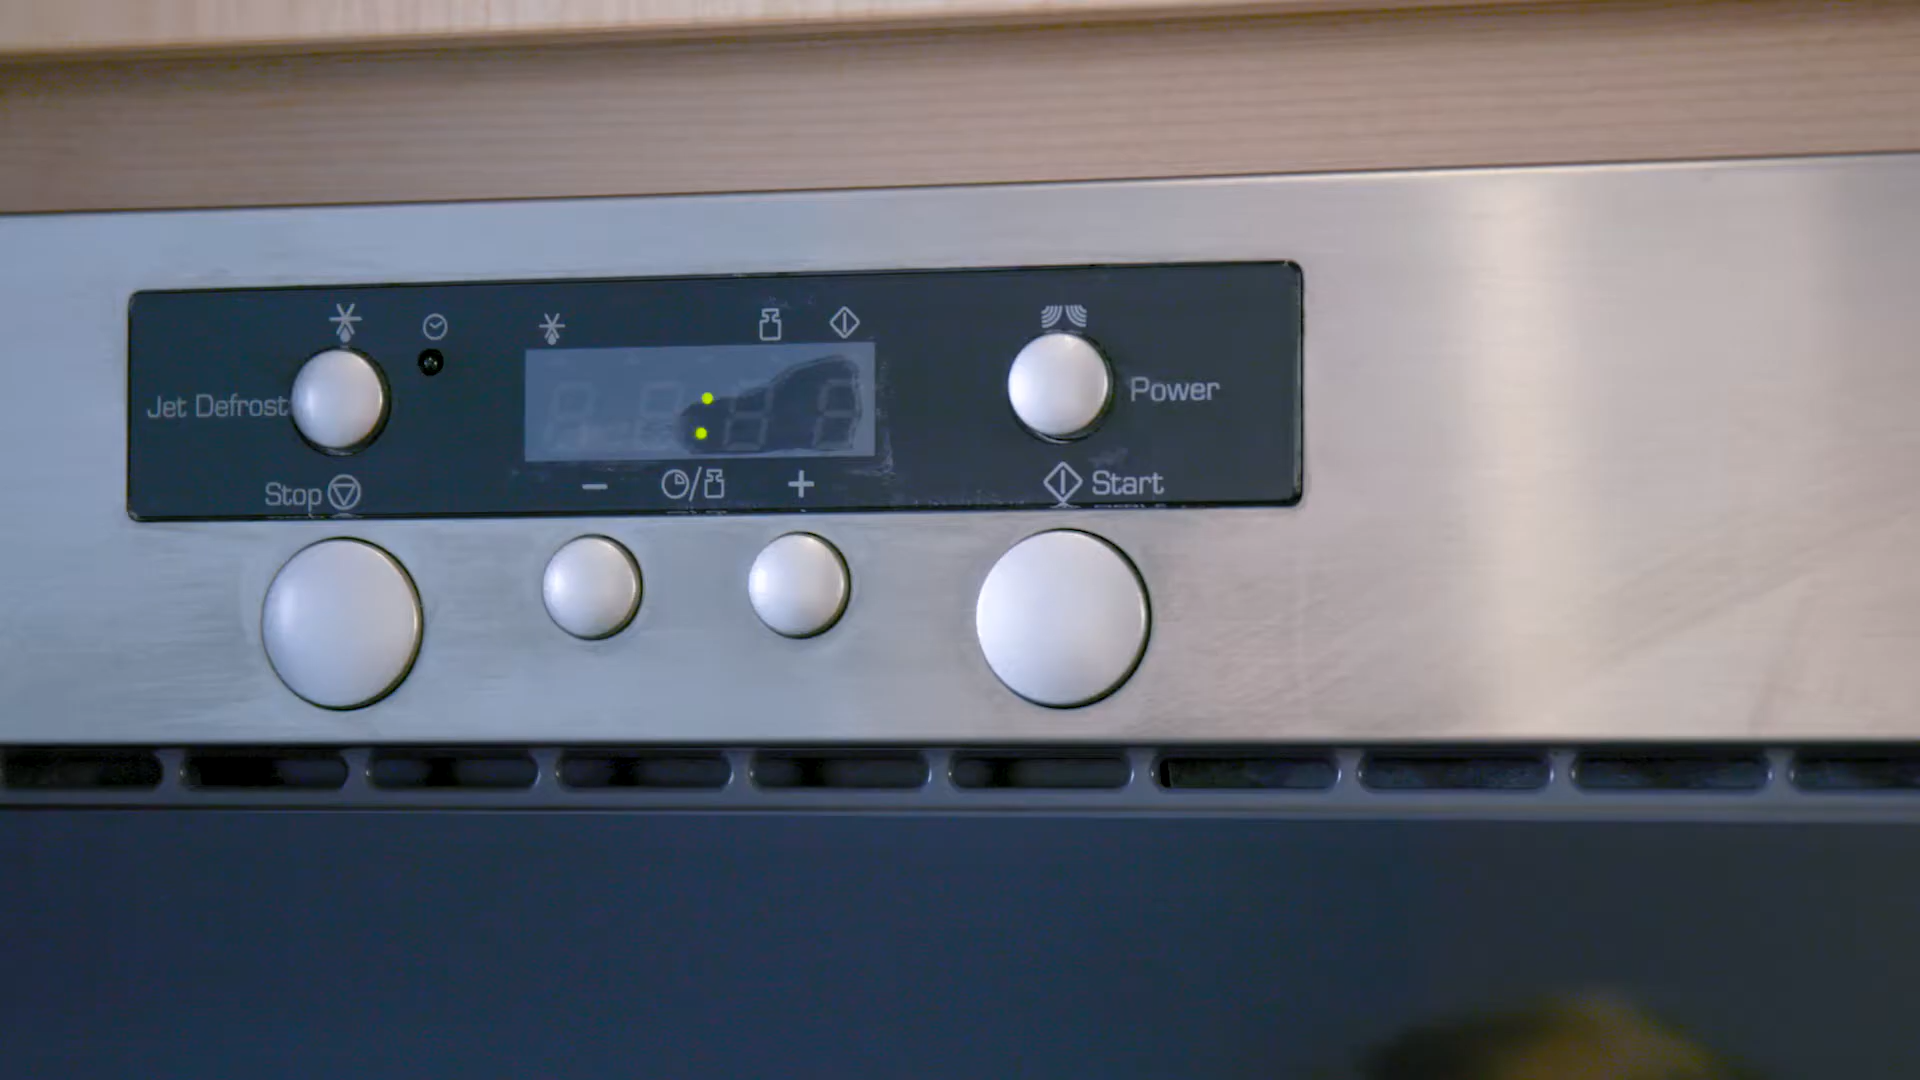 Jet Defrost
Power
Stop
- / +
Start